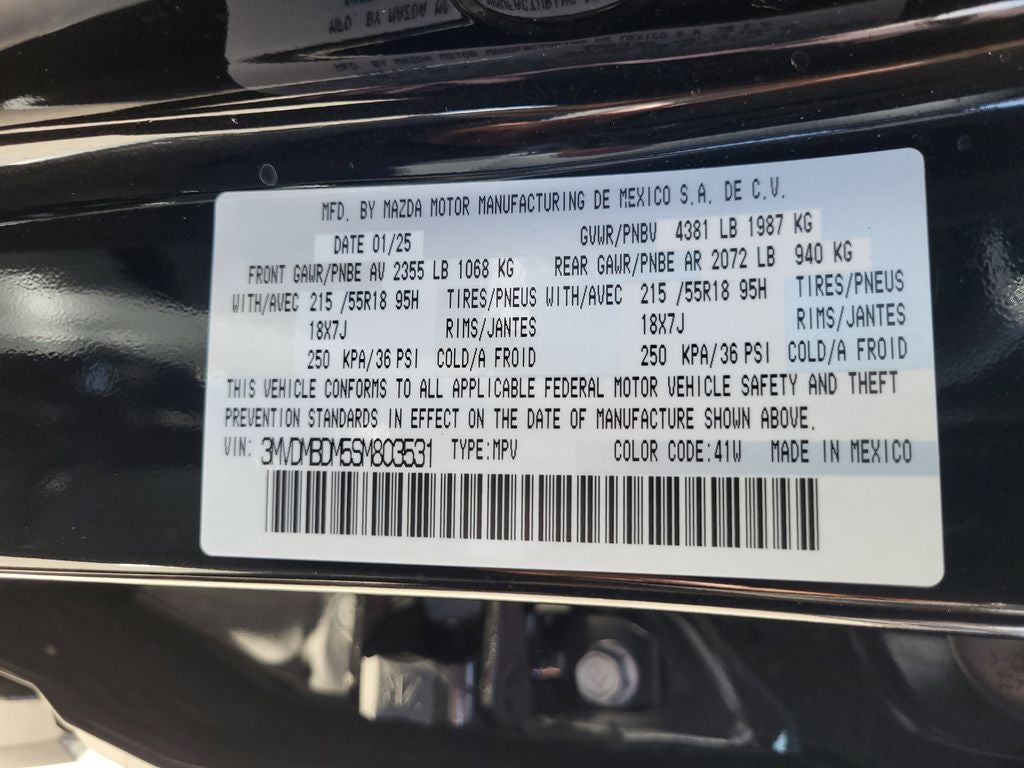 MFD. BY MAZDA MOTOR MANUFACTURING DE MEXICO S.A. DE C.V.
DATE 01/25 GVWR/PNBV 4381 LB 1987 KG
FRONT GAWR/PNBE AV 2355 LB 1068 KG REAR GAWR/PNBE AR 2072 LB 940 KG
WITH/AVEC 215 /55R18 95H TIRES/PNEUS WITH/AVEC 215 /55R18 95H TIRES/PNEUS
18X7J RIMS/JANTES 18X7J RIMS/JANTES
250 KPA/36 PSI COLD/A FROID 250 KPA/36 PSI COLD/A FROID
THIS VEHICLE CONFORMS TO ALL APPLICABLE FEDERAL MOTOR VEHICLE SAFETY AND THEFT
PREVENTION STANDARDS IN EFFECT ON THE DATE OF MANUFACTURE SHOWN ABOVE.
VIN: 3MVDMBDM5SM803531 TYPE:MPV COLOR CODE:41W MADE IN MEXICO